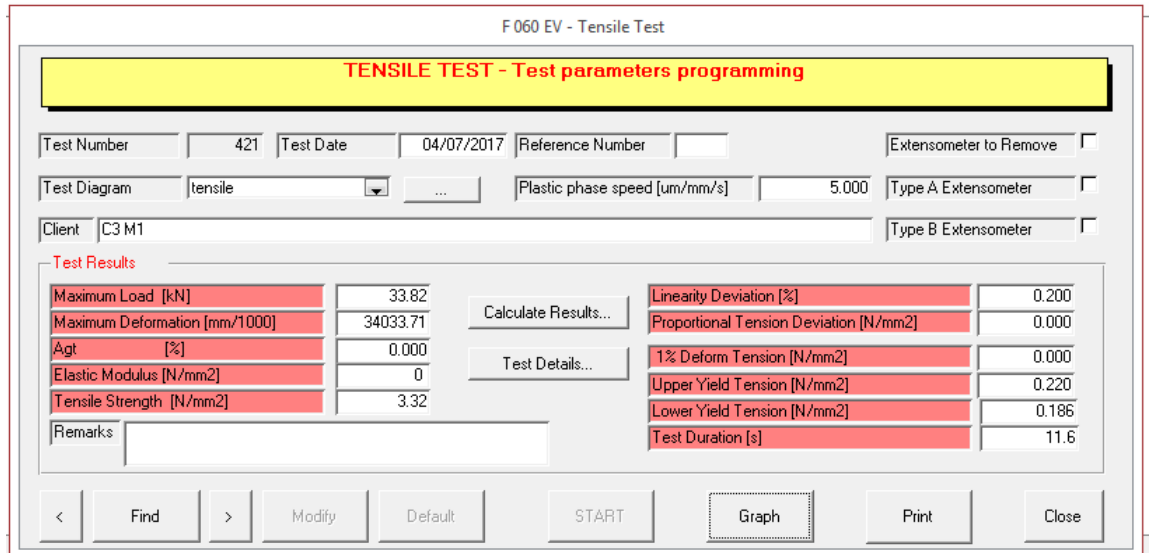 F 060 EV - Tensile Test
TENSILE TEST - Test parameters programming
Test Number 421 Test Date 04/07/2017 Reference Number Extensometer to Remove
Test Diagram tensile ... Plastic phase speed [um/mm/s] 5.000 Type A Extensometer
Client C3 M1 Type B Extensometer
Test Results
Maximum Load [kN] 33.82
Maximum Deformation [mm/1000] 34033.71
Agt [%] 0.000
Elastic Modulus [N/mm2] 0
Tensile Strength [N/mm2] 3.32
Remarks
Calculate Results...
Test Details...
Linearity Deviation [%] 0.200
Proportional Tension Deviation [N/mm2] 0.000
1% Deform Tension [N/mm2] 0.000
Upper Yield Tension [N/mm2] 0.220
Lower Yield Tension [N/mm2] 0.186
Test Duration [s] 11.6
< Find > Modify Default START Graph Print Close